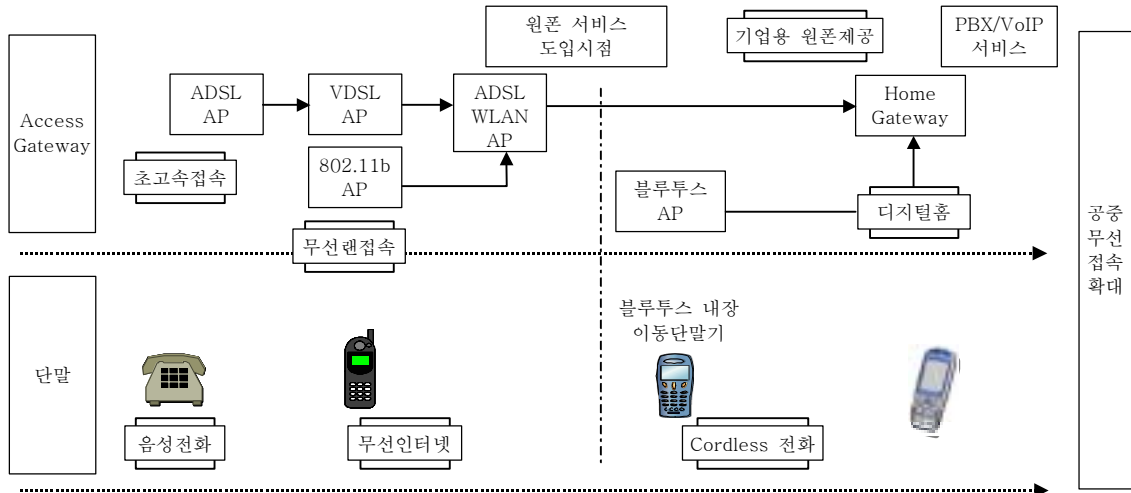 원폰 서비스
도입시점
기업용 원폰제공
PBX/VoIP
서비스
Access
Gateway
ADSL
AP
VDSL
AP
ADSL
WLAN
AP
Home
Gateway
초고속접속
802.11b
AP
블루투스
AP
디지털홈
무선랜접속
공중
무선
접속
확대
단말
블루투스 내장
이동단말기
음성전화
무선인터넷
Cordless 전화